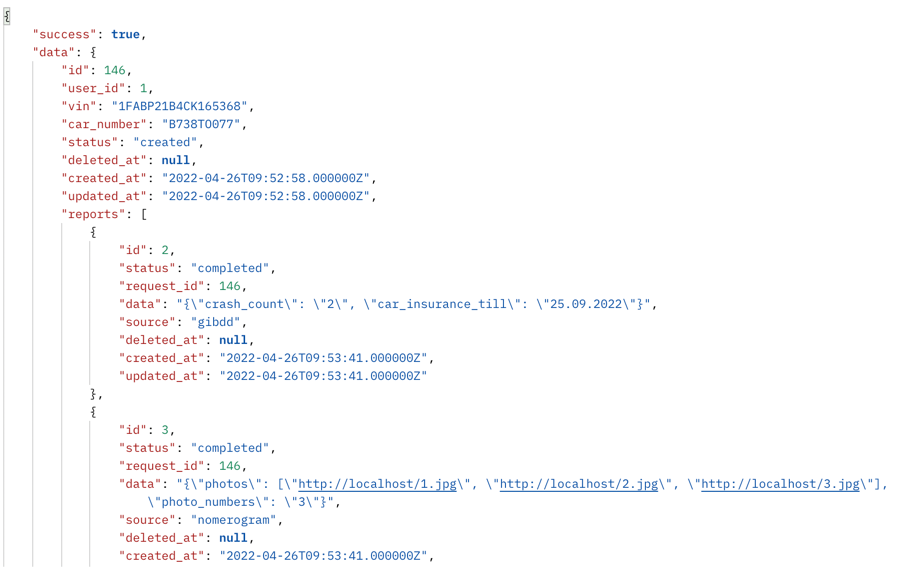 {
"success": true,
"data": {
"id": 146,
"user_id": 1,
"vin": "1FABP21B4CK165368",
"car_number": "B738TO077",
"status": "created",
"deleted_at": null,
"created_at": "2022-04-26T09:52:58.000000Z",
"updated_at": "2022-04-26T09:52:58.000000Z",
"reports": [
{
"id": 2,
"status": "completed",
"request_id": 146,
"data": "{\"crash_count\": \"2\", \"car_insurance_till\": \"25.09.2022\"}",
"source": "gibdd",
"deleted_at": null,
"created_at": "2022-04-26T09:53:41.000000Z",
"updated_at": "2022-04-26T09:53:41.000000Z"
},
{
"id": 3,
"status": "completed",
"request_id": 146,
"data": "{\"photos\": [\"http://localhost/1.jpg\", \"http://localhost/2.jpg\", \"http://localhost/3.jpg\"],
\"photo_numbers\": \"3\"}",
"source": "nomerogram",
"deleted_at": null,
"created_at": "2022-04-26T09:53:41.000000Z",